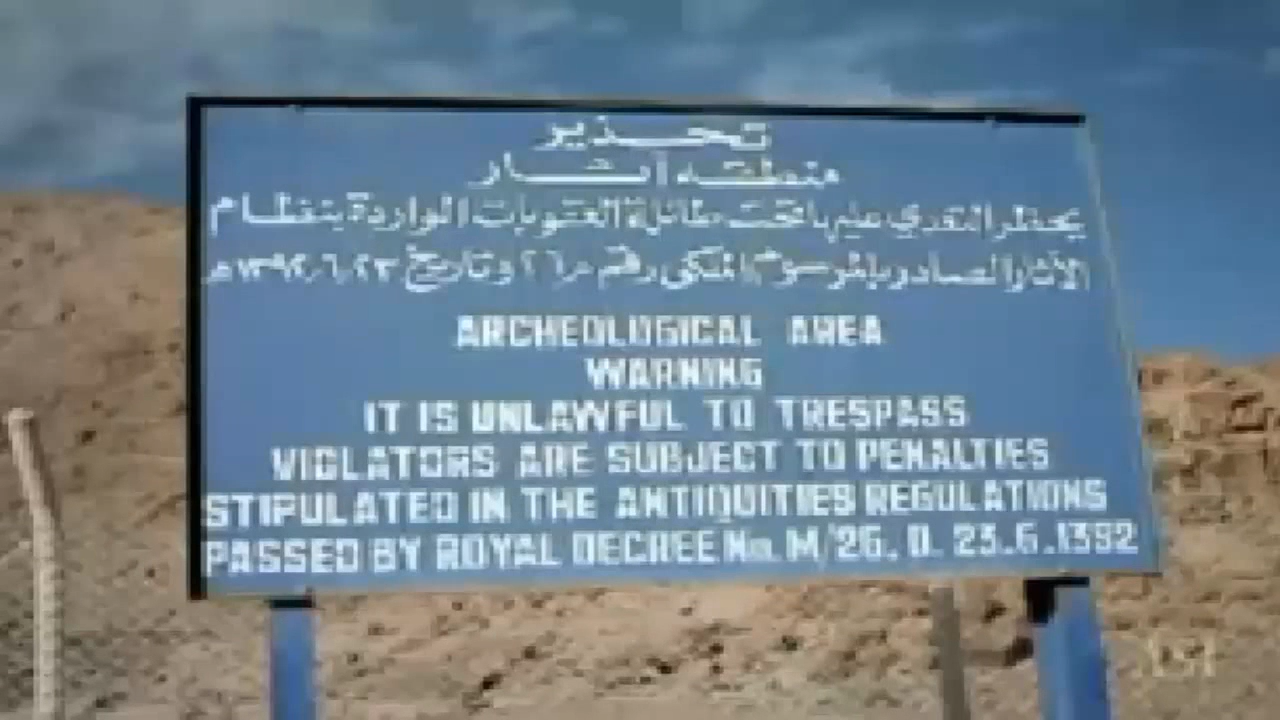 تحذير
منطقه آثار
يحظر التعدي عليها تحت طائلة العقوبات الواردة بنظام
الآثار الصادر بالمرسوم الملكي رقم م/٢٦ وتاريخ ١٣٩٢/٦/٢٣هـ
ARCHEOLOGICAL AREA
WARNING
IT IS UNLAWFUL TO TRESPASS
VIOLATORS ARE SUBJECT TO PENALTIES
STIPULATED IN THE ANTIQUITIES REGULATIONS
PASSED BY ROYAL DECREE No. M/26. D. 23.6.1392